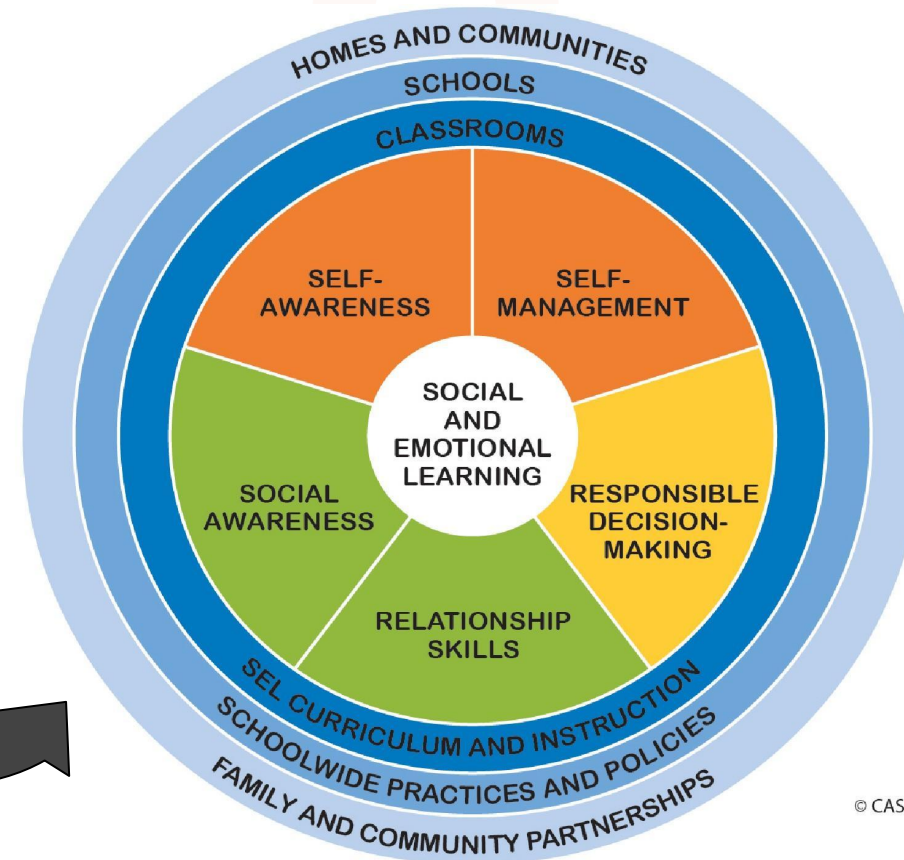 HOMES AND COMMUNITIES
SCHOOLS
CLASSROOMS
SELF-
AWARENESS
SELF-
MANAGEMENT
SOCIAL
AND
EMOTIONAL
LEARNING
SOCIAL
AWARENESS
RESPONSIBLE
DECISION-
MAKING
RELATIONSHIP
SKILLS
SEL CURRICULUM AND INSTRUCTION
SCHOOLWIDE PRACTICES AND POLICIES
FAMILY AND COMMUNITY PARTNERSHIPS
© CAS